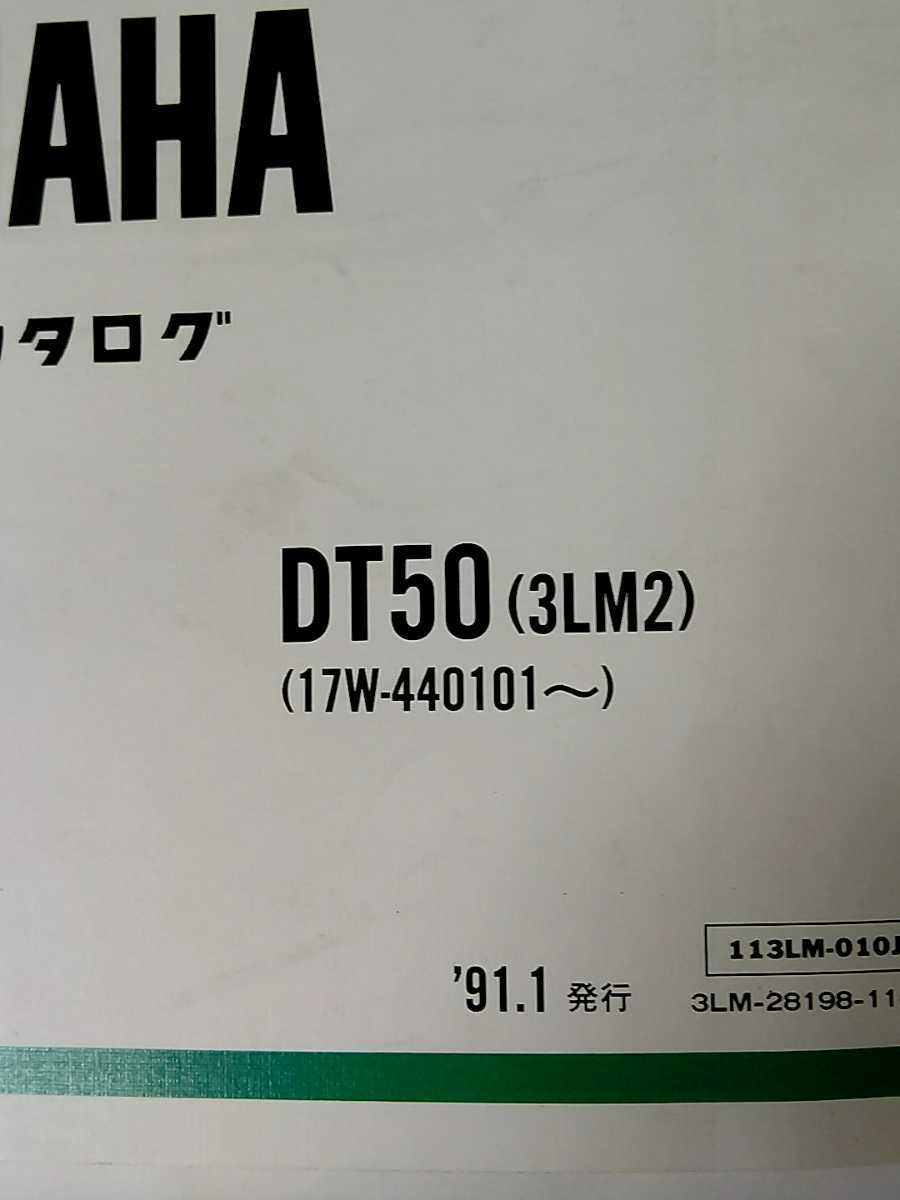 AHA
タログ
DT50 (3LM2)
(17W-440101～)
113LM-010J
'91.1 発行
3LM-28198-11